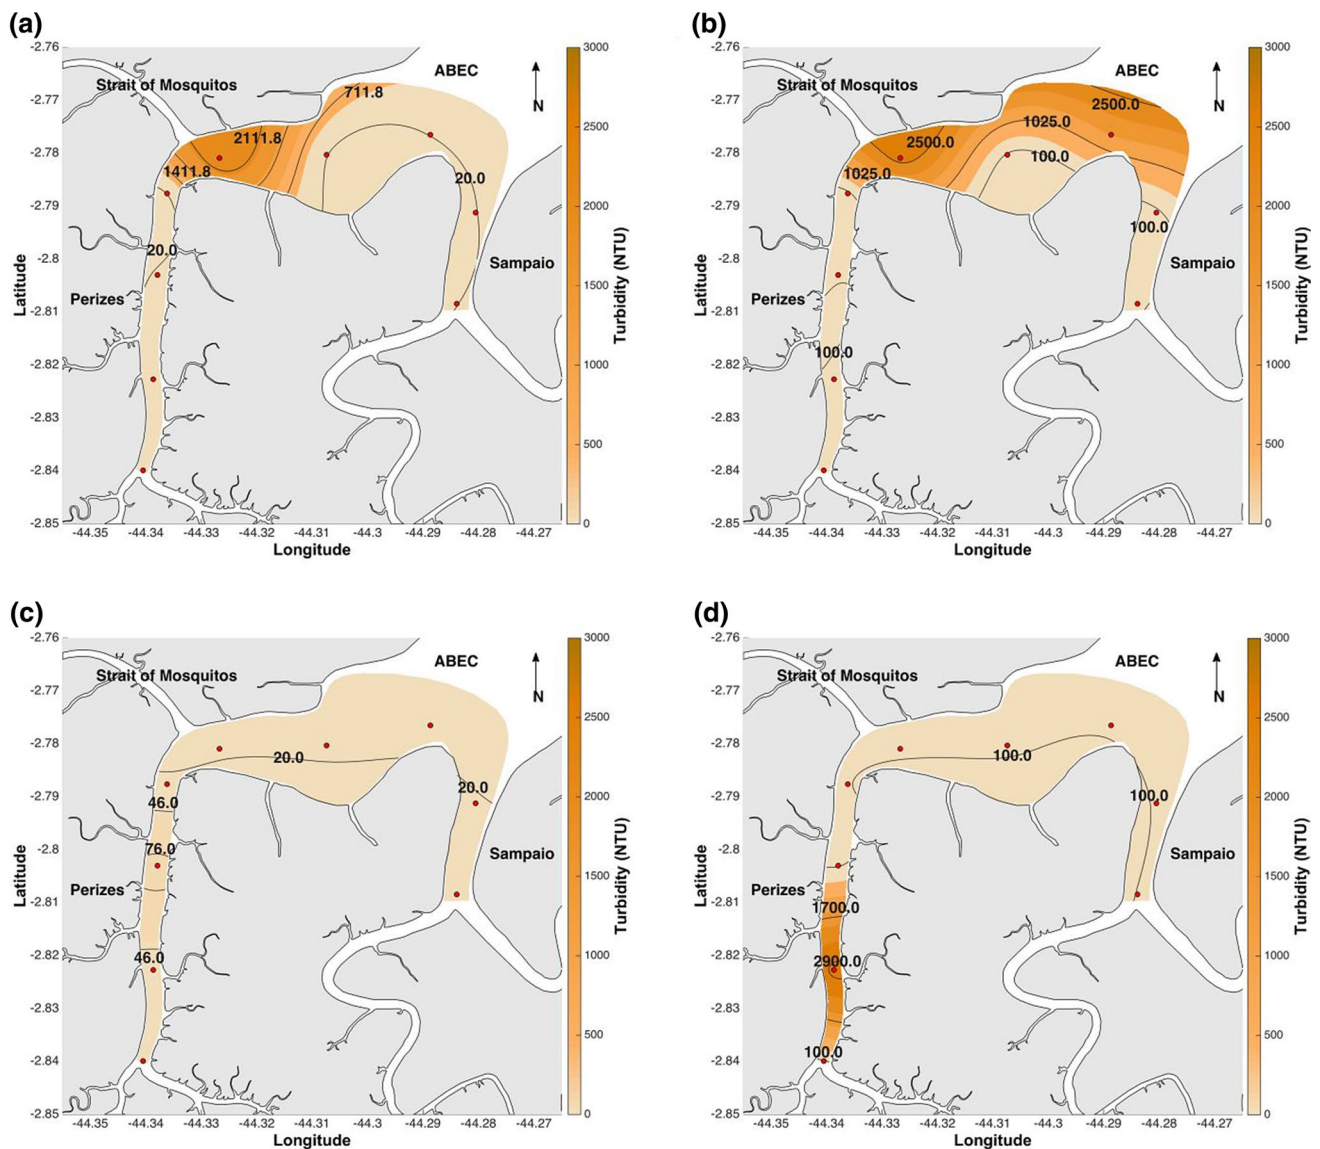 (a)
-2.76
-2.77
-2.78
-2.79
-2.8
-2.81
-2.82
-2.83
-2.84
-2.85
Latitude
-44.35 -44.34 -44.33 -44.32 -44.31 -44.3 -44.29 -44.28 -44.27
Longitude
Strait of Mosquitos
ABEC
N
711.8
2111.8
1411.8
20.0
20.0
Perizes
Sampaio
3000
2500
2000
1500
1000
500
0
Turbidity (NTU)
(b)
-2.76
-2.77
-2.78
-2.79
-2.8
-2.81
-2.82
-2.83
-2.84
-2.85
Latitude
-44.35 -44.34 -44.33 -44.32 -44.31 -44.3 -44.29 -44.28 -44.27
Longitude
Strait of Mosquitos
ABEC
N
2500.0
1025.0
2500.0
100.0
1025.0
100.0
100.0
Perizes
Sampaio
3000
2500
2000
1500
1000
500
0
Turbidity (NTU)
(c)
-2.76
-2.77
-2.78
-2.79
-2.8
-2.81
-2.82
-2.83
-2.84
-2.85
Latitude
-44.35 -44.34 -44.33 -44.32 -44.31 -44.3 -44.29 -44.28 -44.27
Longitude
Strait of Mosquitos
ABEC
N
20.0
20.0
46.0
76.0
46.0
Perizes
Sampaio
3000
2500
2000
1500
1000
500
0
Turbidity (NTU)
(d)
-2.76
-2.77
-2.78
-2.79
-2.8
-2.81
-2.82
-2.83
-2.84
-2.85
Latitude
-44.35 -44.34 -44.33 -44.32 -44.31 -44.3 -44.29 -44.28 -44.27
Longitude
Strait of Mosquitos
ABEC
N
100.0
100.0
1700.0
2900.0
100.0
Perizes
Sampaio
3000
2500
2000
1500
1000
500
0
Turbidity (NTU)